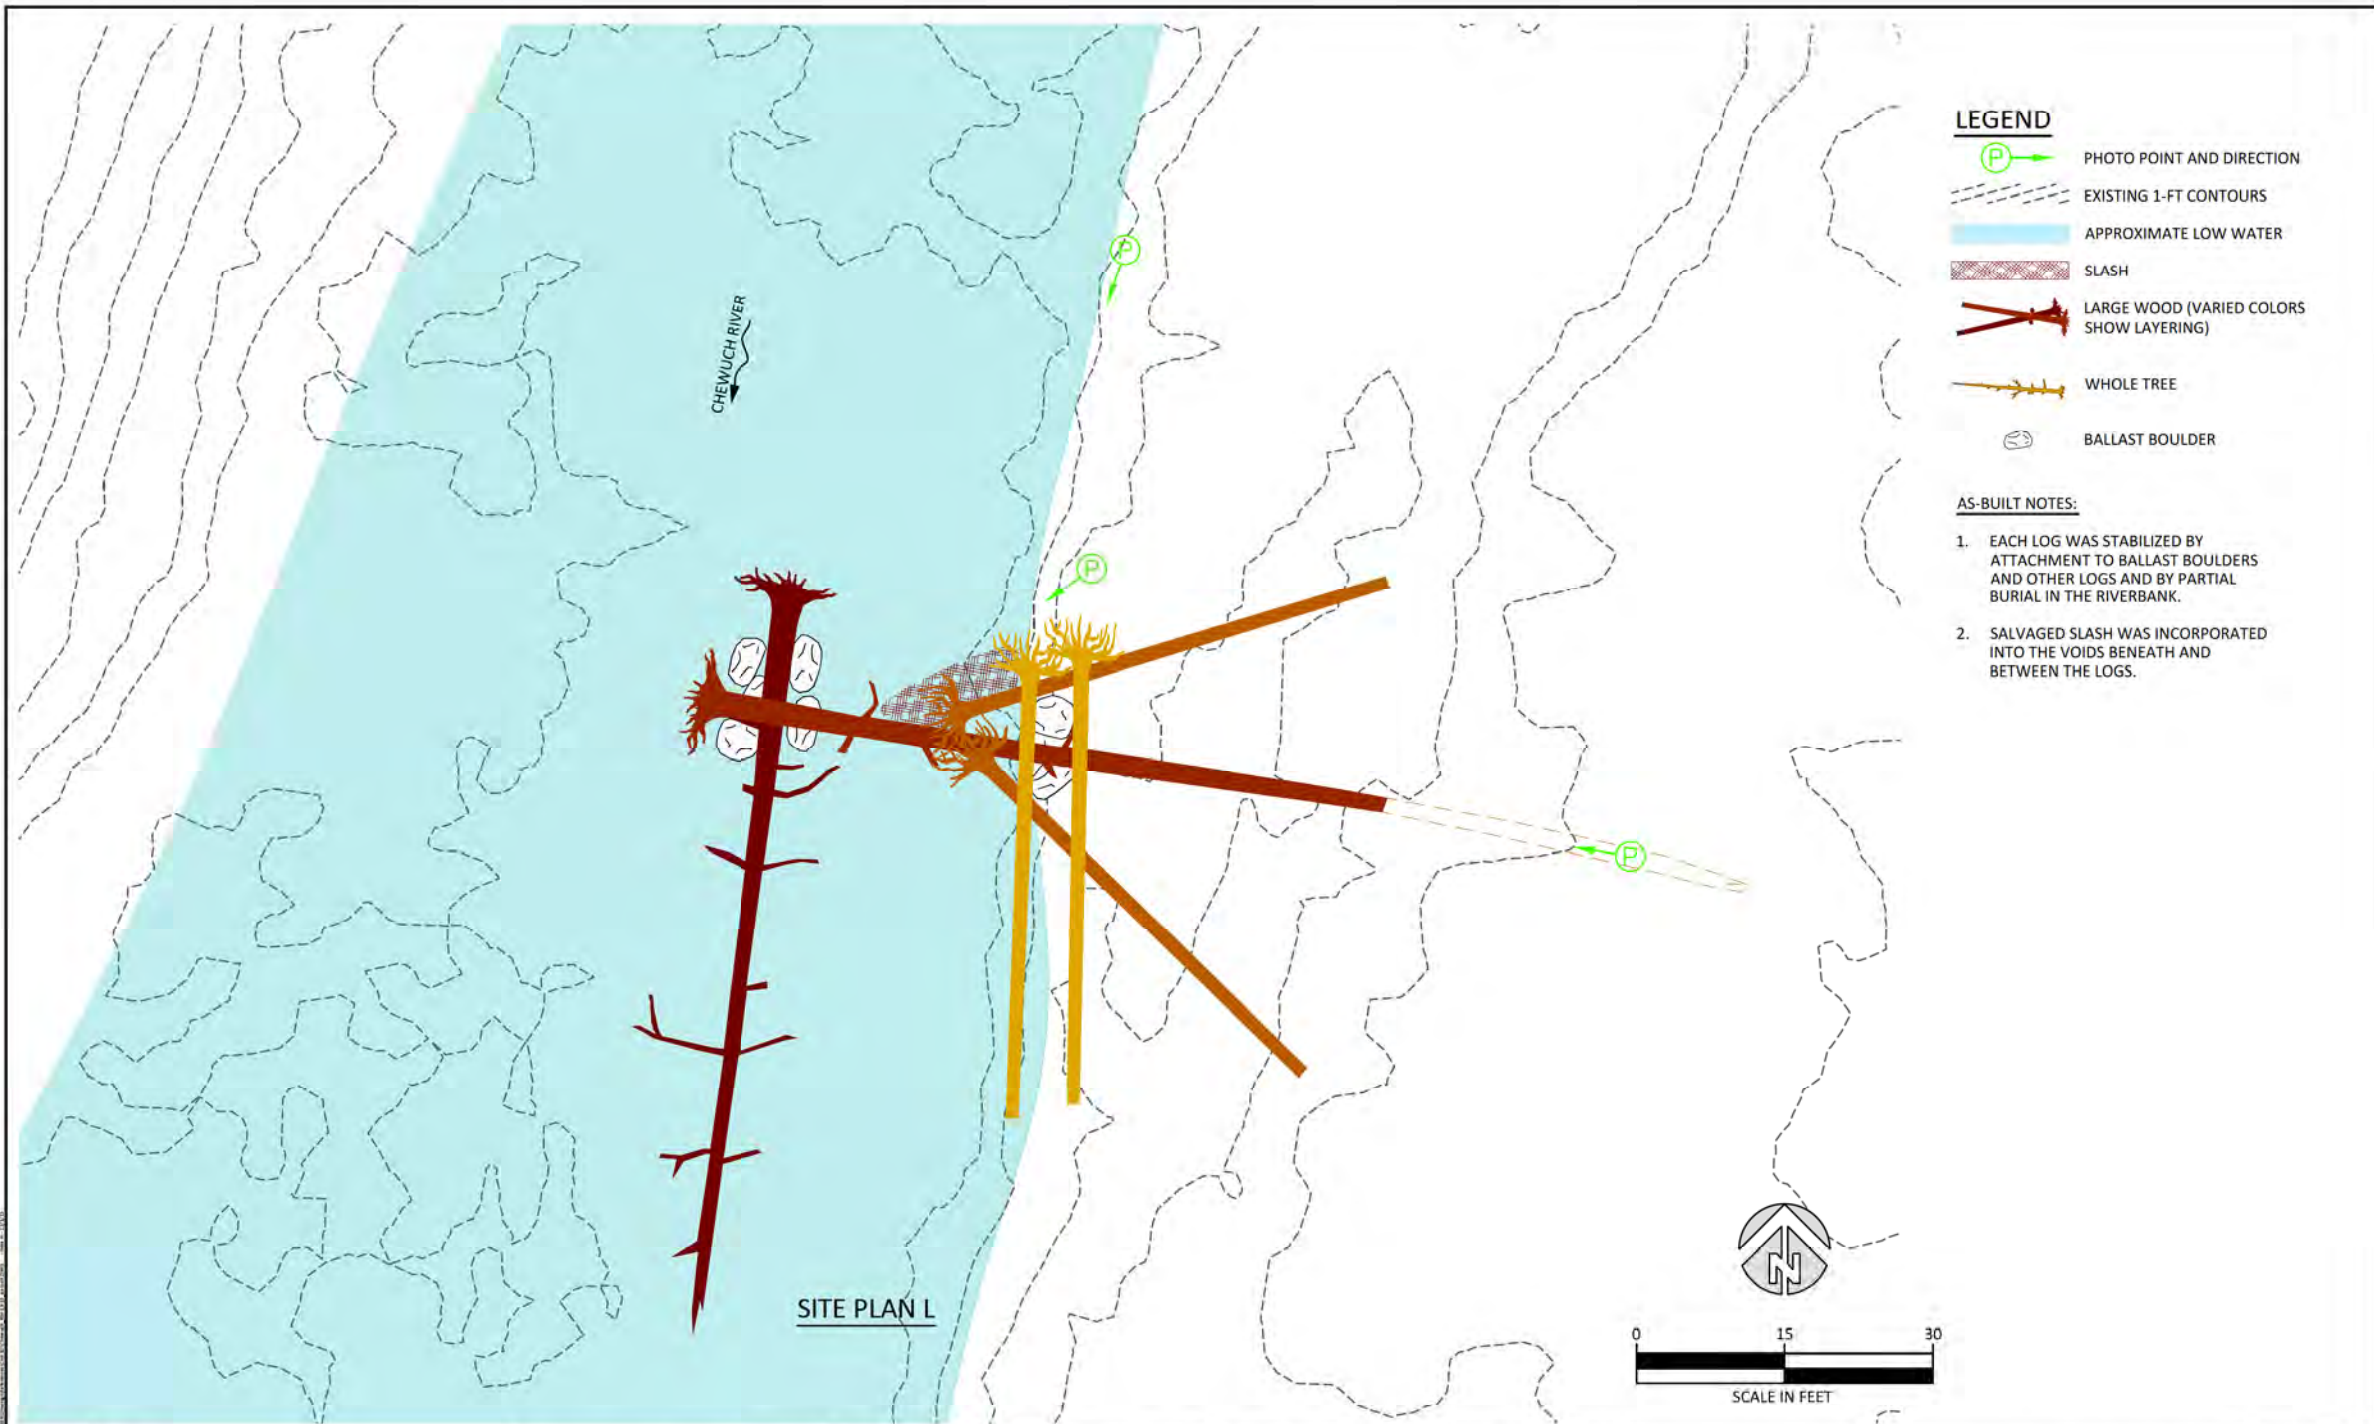 LEGEND
P
PHOTO POINT AND DIRECTION
EXISTING 1-FT CONTOURS
APPROXIMATE LOW WATER
SLASH
LARGE WOOD (VARIED COLORS
SHOW LAYERING)
WHOLE TREE
BALLAST BOULDER
AS-BUILT NOTES:
1. EACH LOG WAS STABILIZED BY
ATTACHMENT TO BALLAST BOULDERS
AND OTHER LOGS AND BY PARTIAL
BURIAL IN THE RIVERBANK.
2. SALVAGED SLASH WAS INCORPORATED
INTO THE VOIDS BENEATH AND
BETWEEN THE LOGS.
P
CHEWUCH RIVER
P
P
SITE PLAN L
N
0 15 30
SCALE IN FEET